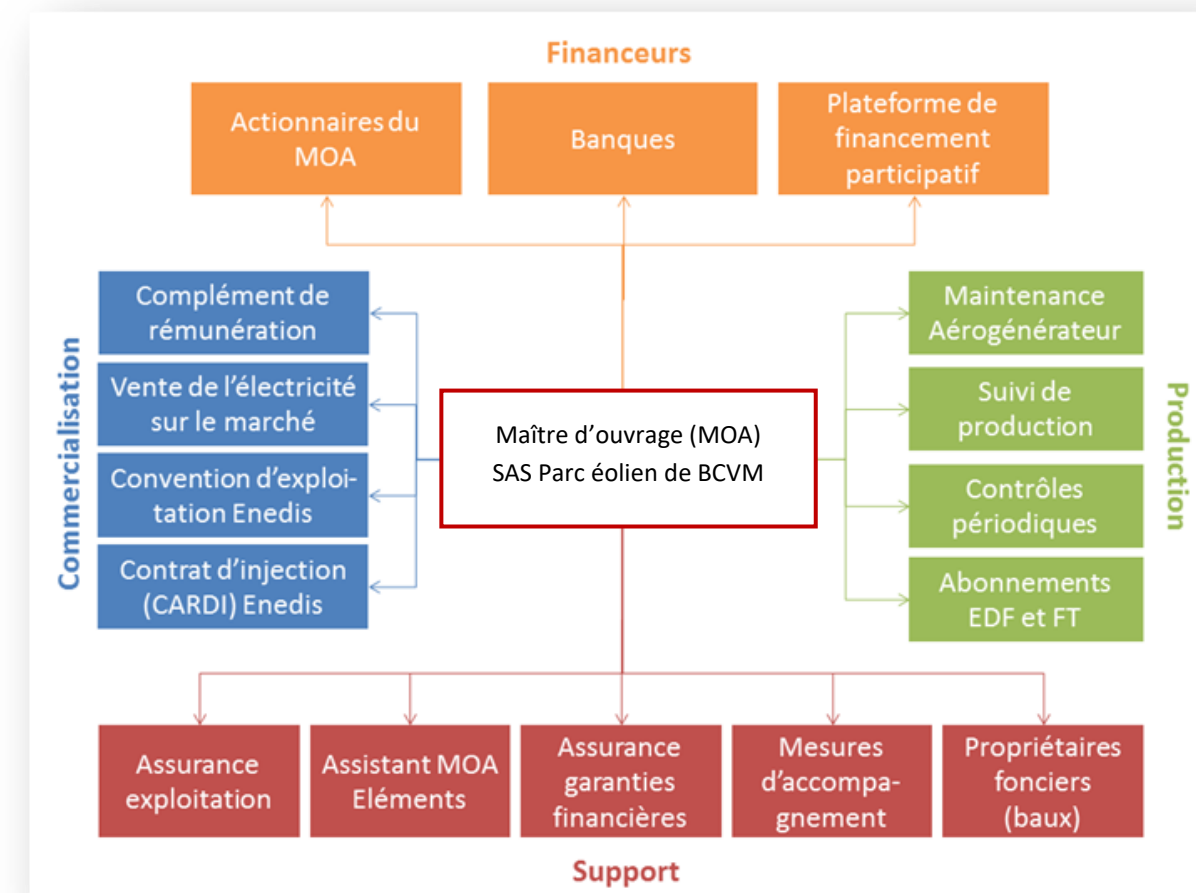 Financeurs
Actionnaires du
MOA
Banques
Plateforme de
financement
participatif
Commercialisation
Complément de
rémunération
Vente de l'électricité
sur le marché
Convention d'exploi-
tation Enedis
Contrat d'injection
(CARDI) Enedis
Maître d'ouvrage (MOA)
SAS Parc éolien de BCVM
Production
Maintenance
Aérogénérateur
Suivi de
production
Contrôles
périodiques
Abonnements
EDF et FT
Assurance
exploitation
Assistant MOA
Eléments
Assurance
garanties
financières
Mesures
d'accompa-
gnement
Propriétaires
fonciers
(baux)
Support